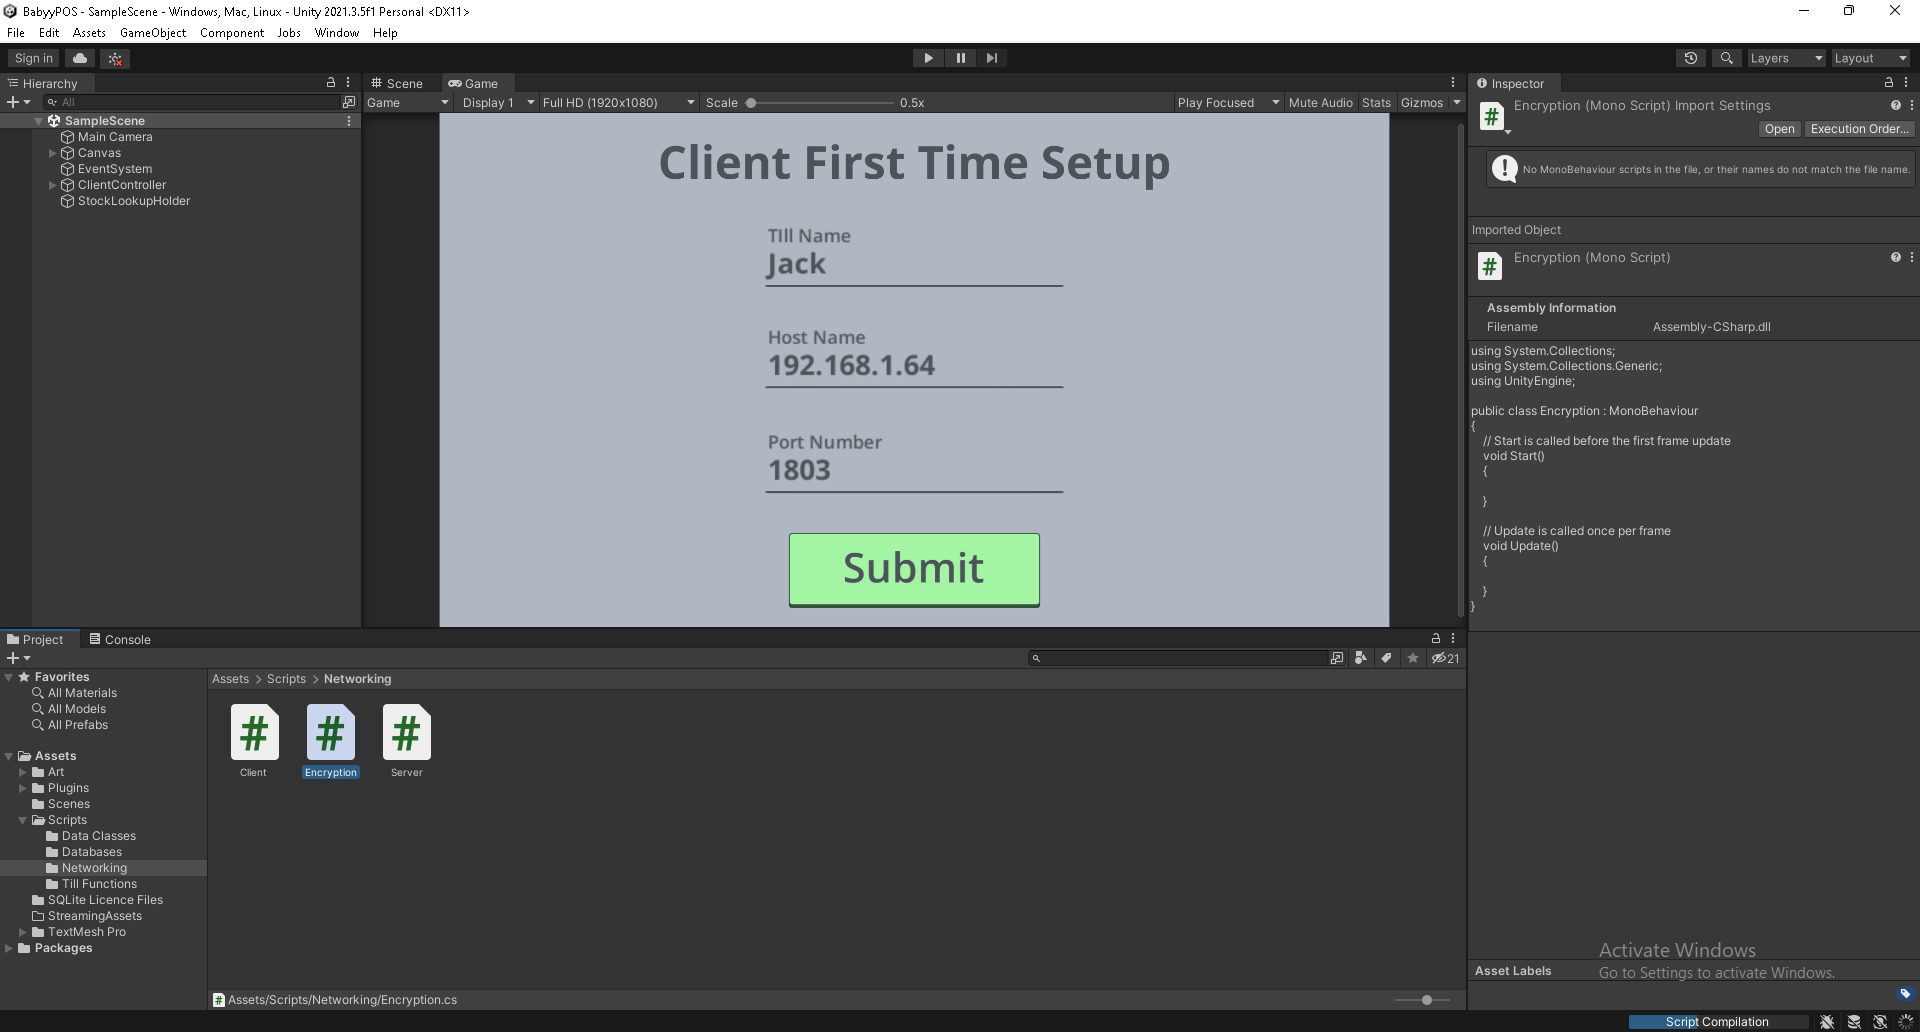 BabyyPOS - SampleScene - Windows, Mac, Linux - Unity 2021.3.5f1 Personal <DX11>
File Edit Assets GameObject Component Jobs Window Help
Sign in
Layers
Layout
Hierarchy
All
SampleScene
Main Camera
Canvas
EventSystem
ClientController
StockLookupHolder
Scene
Game
Game
Display 1
Full HD (1920x1080)
Scale
0.5x
Play Focused
Mute Audio
Stats
Gizmos
Client First Time Setup
TIll Name
Jack
Host Name
192.168.1.64
Port Number
1803
Submit
Inspector
Encryption (Mono Script) Import Settings
Open
Execution Order...
No MonoBehaviour scripts in the file, or their names do not match the file name.
Imported Object
Encryption (Mono Script)
Assembly Information
Filename Assembly-CSharp.dll
using System.Collections;
using System.Collections.Generic;
using UnityEngine;
public class Encryption : MonoBehaviour
{
// Start is called before the first frame update
void Start()
{
}
// Update is called once per frame
void Update()
{
}
}
Project
Console
21
Favorites
All Materials
All Models
All Prefabs
Assets
Art
Plugins
Scenes
Scripts
Data Classes
Databases
Networking
Till Functions
SQLite Licence Files
StreamingAssets
TextMesh Pro
Packages
Assets > Scripts > Networking
Client
Encryption
Server
Assets/Scripts/Networking/Encryption.cs
Activate Windows
Go to Settings to activate Windows.
Asset Labels
Script Compilation